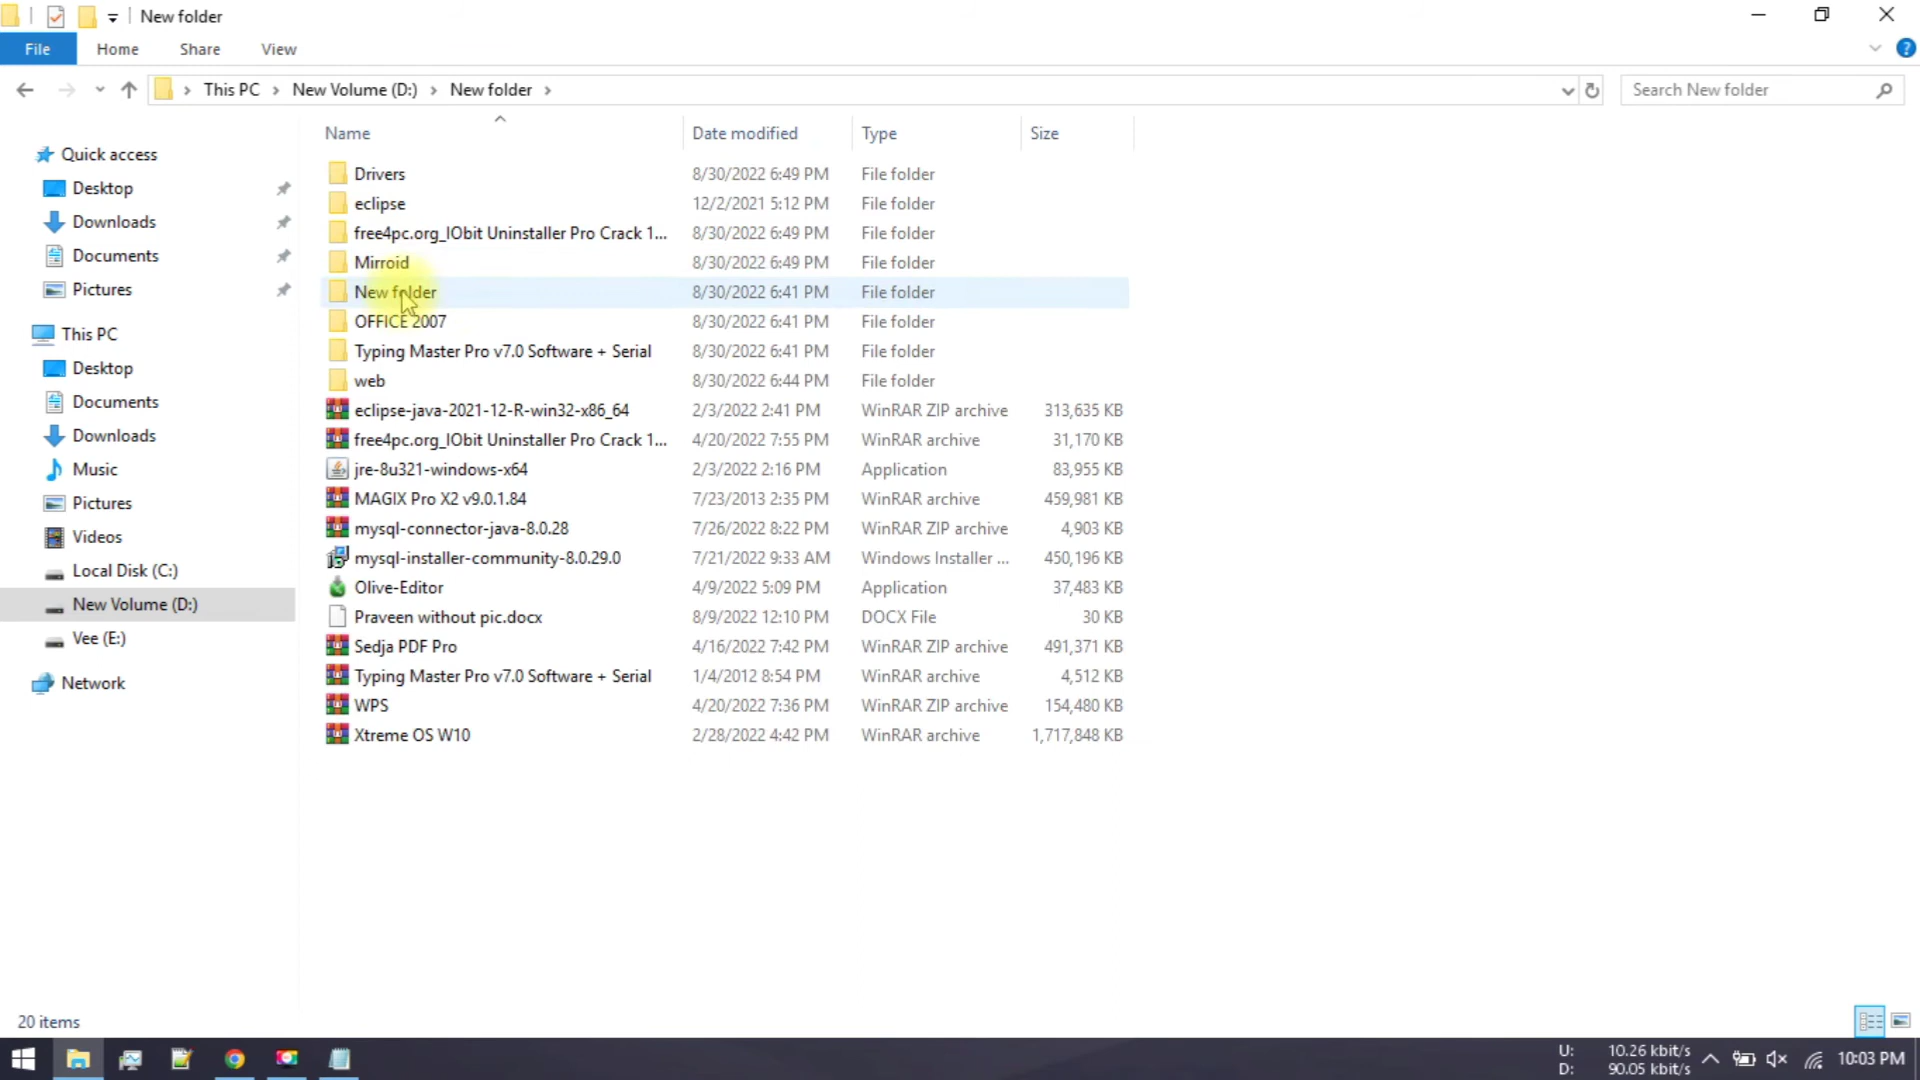 New folder
File Home Share View
This PC New Volume (D:) New folder
Search New folder
Name Date modified Type Size
Quick access
Desktop
Downloads
Documents
Pictures
This PC
Desktop
Documents
Downloads
Music
Pictures
Videos
Local Disk (C:)
New Volume (D:)
Vee (E:)
Network
Drivers 8/30/2022 6:49 PM File folder
eclipse 12/2/2021 5:12 PM File folder
free4pc.org_IObit Uninstaller Pro Crack 1... 8/30/2022 6:49 PM File folder
Mirroid 8/30/2022 6:49 PM File folder
New folder 8/30/2022 6:41 PM File folder
OFFICE 2007 8/30/2022 6:41 PM File folder
Typing Master Pro v7.0 Software + Serial 8/30/2022 6:41 PM File folder
web 8/30/2022 6:44 PM File folder
eclipse-java-2021-12-R-win32-x86_64 2/3/2022 2:41 PM WinRAR ZIP archive 313,635 KB
free4pc.org_IObit Uninstaller Pro Crack 1... 4/20/2022 7:55 PM WinRAR archive 31,170 KB
jre-8u321-windows-x64 2/3/2022 2:16 PM Application 83,955 KB
MAGIX Pro X2 v9.0.1.84 7/23/2013 2:35 PM WinRAR archive 459,981 KB
mysql-connector-java-8.0.28 7/26/2022 8:22 PM WinRAR ZIP archive 4,903 KB
mysql-installer-community-8.0.29.0 7/21/2022 9:33 AM Windows Installer ... 450,196 KB
Olive-Editor 4/9/2022 5:09 PM Application 37,483 KB
Praveen without pic.docx 8/9/2022 12:10 PM DOCX File 30 KB
Sedja PDF Pro 4/16/2022 7:42 PM WinRAR ZIP archive 491,371 KB
Typing Master Pro v7.0 Software + Serial 1/4/2012 8:54 PM WinRAR archive 4,512 KB
WPS 4/20/2022 7:36 PM WinRAR ZIP archive 154,480 KB
Xtreme OS W10 2/28/2022 4:42 PM WinRAR archive 1,717,848 KB
20 items
U: 10.26 kbit/s
D: 90.05 kbit/s
10:03 PM